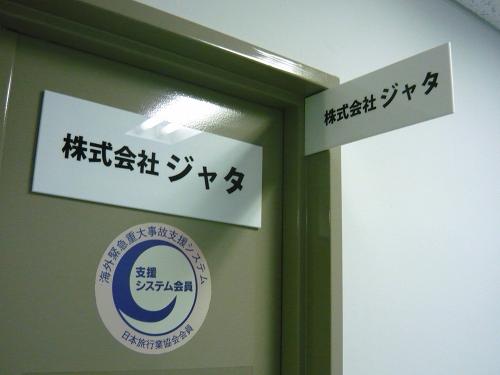 株式会社 ジャタ
株式会社 ジャタ
海外緊急重大事故支援システム
支援
システム会員
日本旅行業協会会員